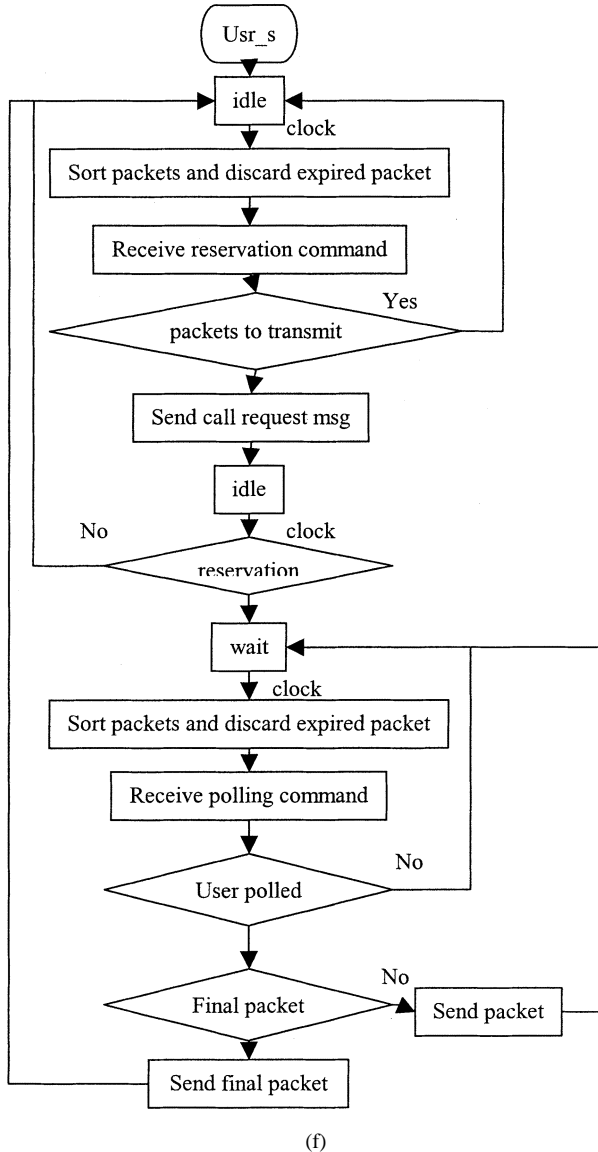 Usr_s
idle
clock
Sort packets and discard expired packet
Receive reservation command
Yes
packets to transmit
Send call request msg
idle
No
clock
reservation
wait
clock
Sort packets and discard expired packet
Receive polling command
No
User polled
No
Final packet
Send packet
Send final packet
(f)